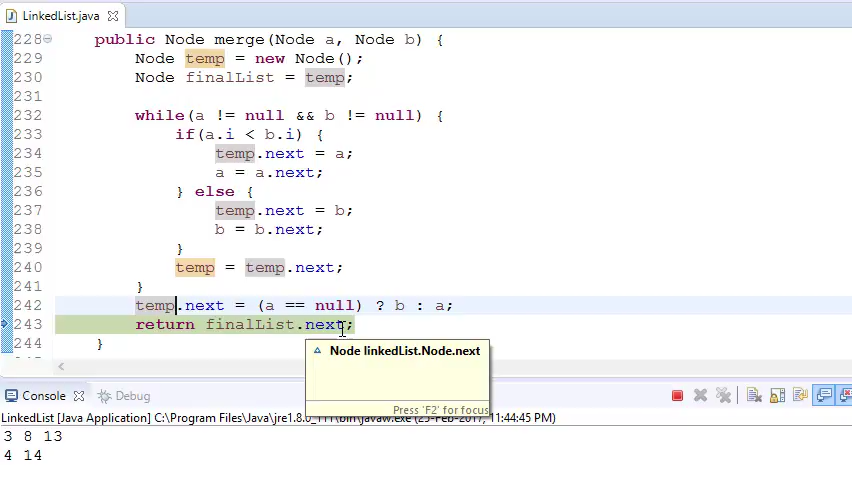 LinkedList.java
228 public Node merge(Node a, Node b) {
229 Node temp = new Node();
230 Node finalList = temp;
231
232 while(a != null && b != null) {
233 if(a.i < b.i) {
234 temp.next = a;
235 a = a.next;
236 } else {
237 temp.next = b;
238 b = b.next;
239 }
240 temp = temp.next;
241 }
242 temp.next = (a == null) ? b : a;
243 return finalList.next;
244 }
Node linkedList.Node.next
Press 'F2' for focus
Console Debug
LinkedList [Java Application] C:\Program Files\Java\jre1.8.0_111\bin\javaw.exe (25-Feb-2017, 11:44:45 PM)
3 8 13
4 14